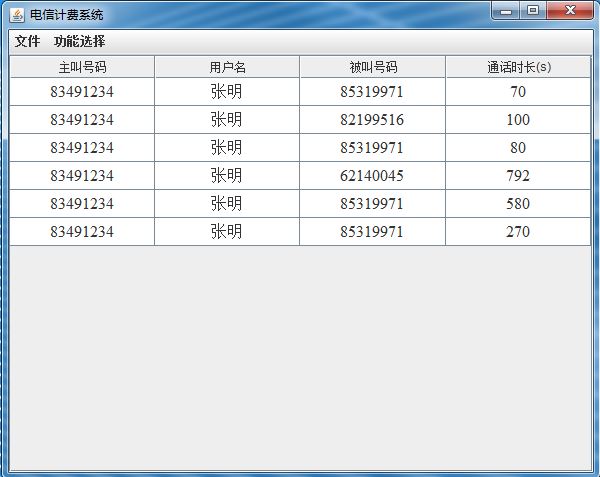 电信计费系统
文件 功能选择
主叫号码 用户名 被叫号码 通话时长(s)
83491234 张明 85319971 70
83491234 张明 82199516 100
83491234 张明 85319971 80
83491234 张明 62140045 792
83491234 张明 85319971 580
83491234 张明 85319971 270